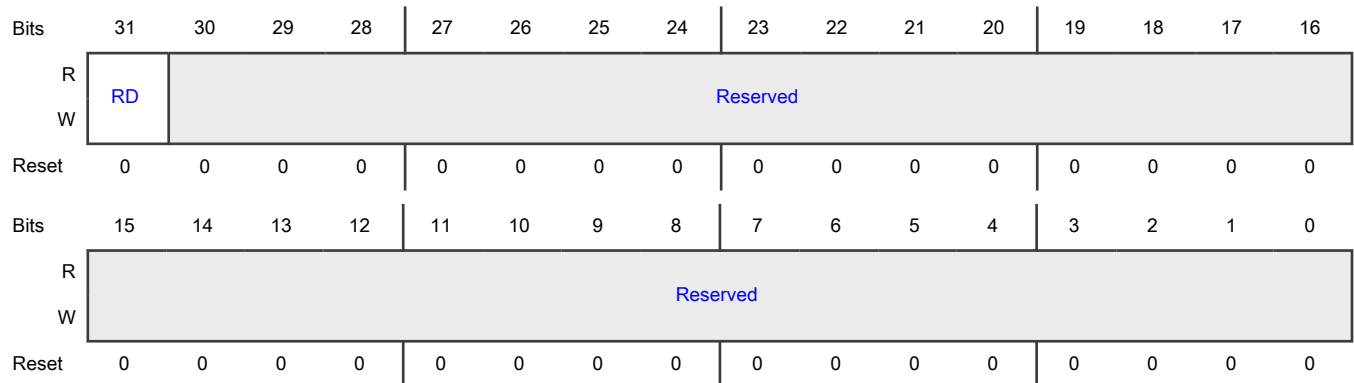 Bits 31 30 29 28 27 26 25 24 23 22 21 20 19 18 17 16
R
RD Reserved
W
Reset 0 0 0 0 0 0 0 0 0 0 0 0 0 0 0 0
Bits 15 14 13 12 11 10 9 8 7 6 5 4 3 2 1 0
R
Reserved
W
Reset 0 0 0 0 0 0 0 0 0 0 0 0 0 0 0 0